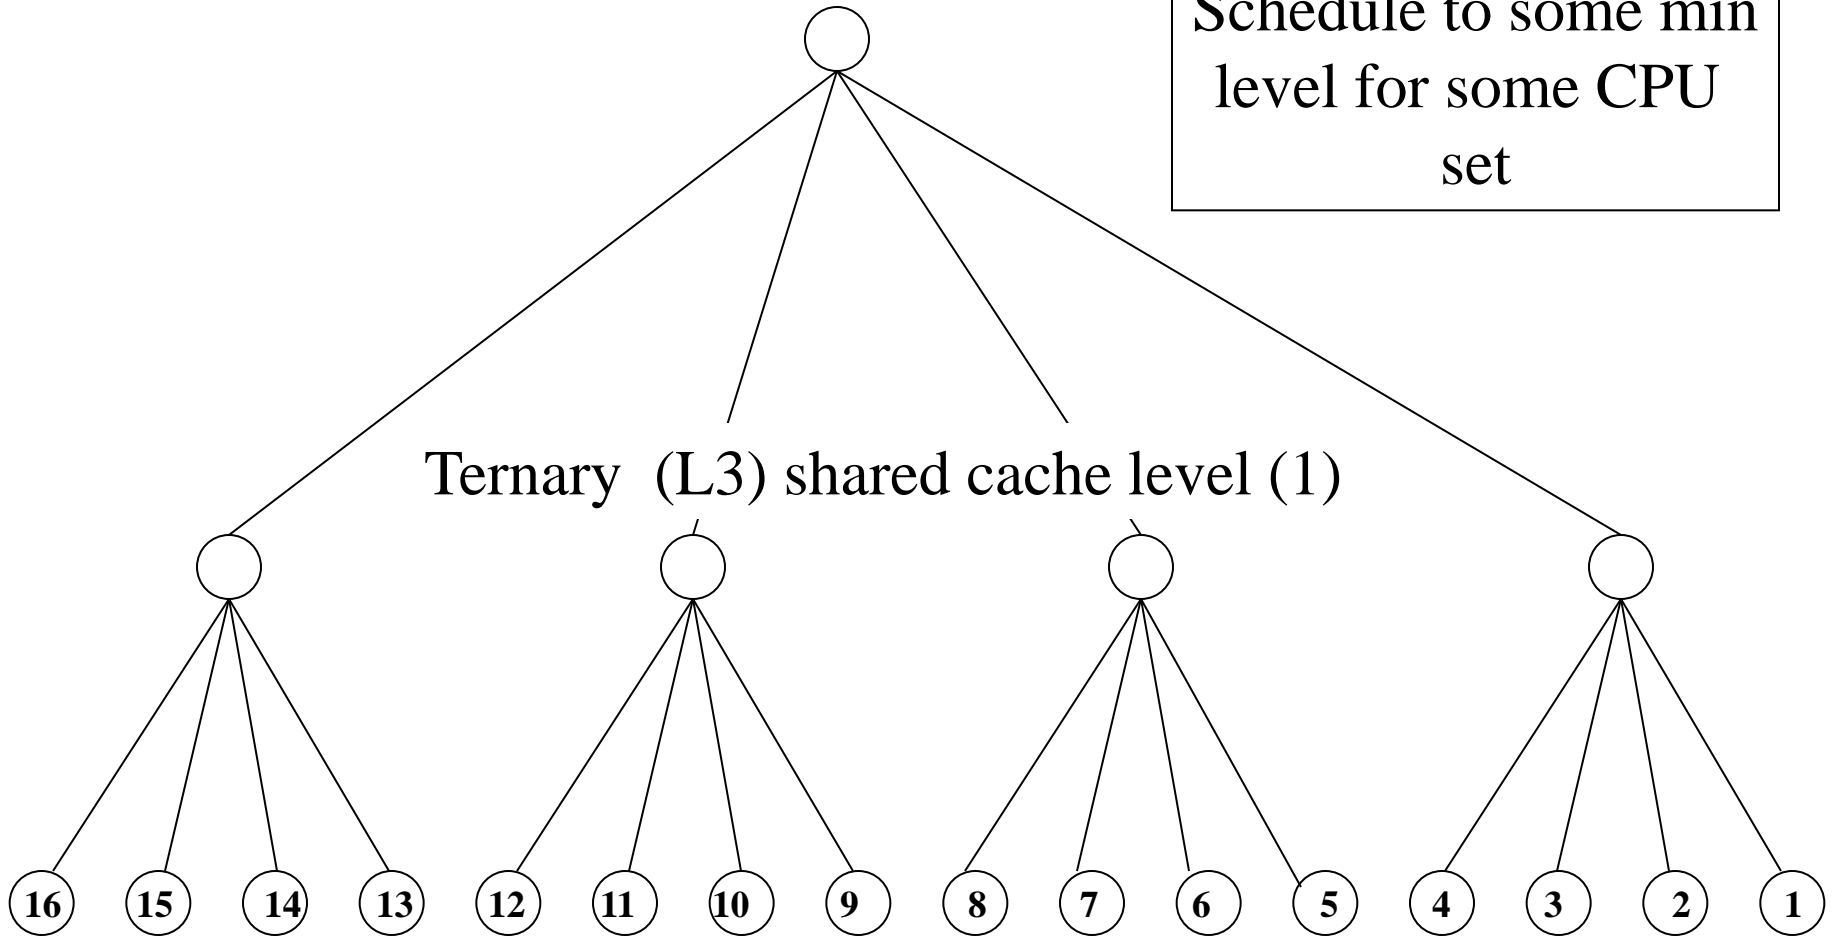 Schedule to some min
level for some CPU
set
Ternary (L3) shared cache level (1)
16 15 14 13 12 11 10 9 8 7 6 5 4 3 2 1